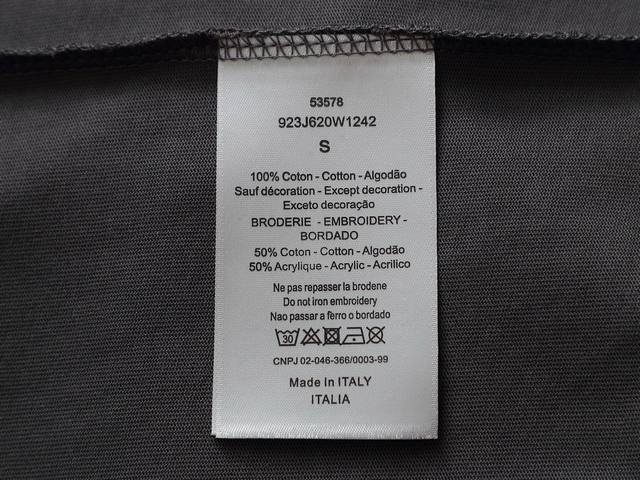 53578
923J620W1242
S
100% Coton - Cotton - Algodão
Sauf décoration - Except decoration -
Exceto decoração
BRODERIE - EMBROIDERY -
BORDADO
50% Coton - Cotton - Algodão
50% Acrylique - Acrylic - Acrilico
Ne pas repasser la brodene
Do not iron embroidery
Nao passar a ferro o bordado
30
CNPJ 02-046-366/0003-99
Made In ITALY
ITALIA